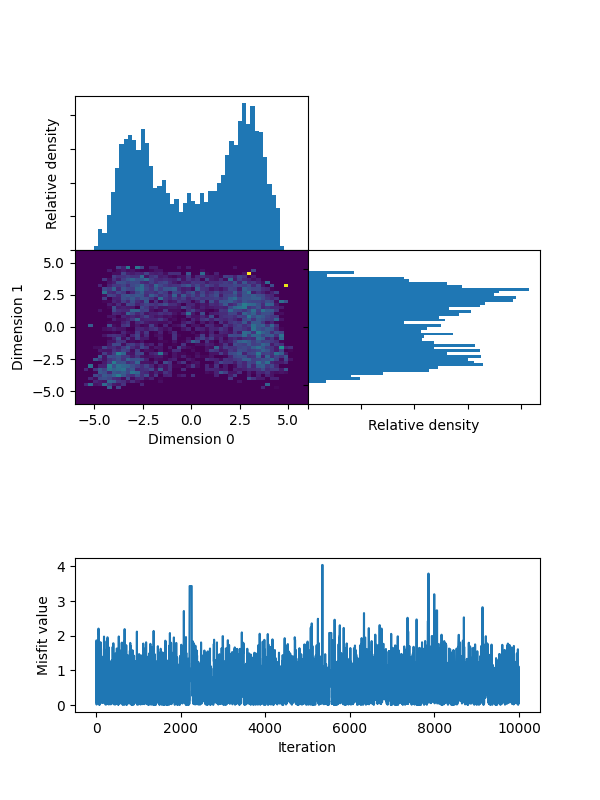 Relative density
5.0
2.5
0.0
−2.5
−5.0
Dimension 1
−5.0 −2.5 0.0 2.5 5.0
Dimension 0
Relative density
4
3
2
1
0
Misfit value
0 2000 4000 6000 8000 10000
Iteration